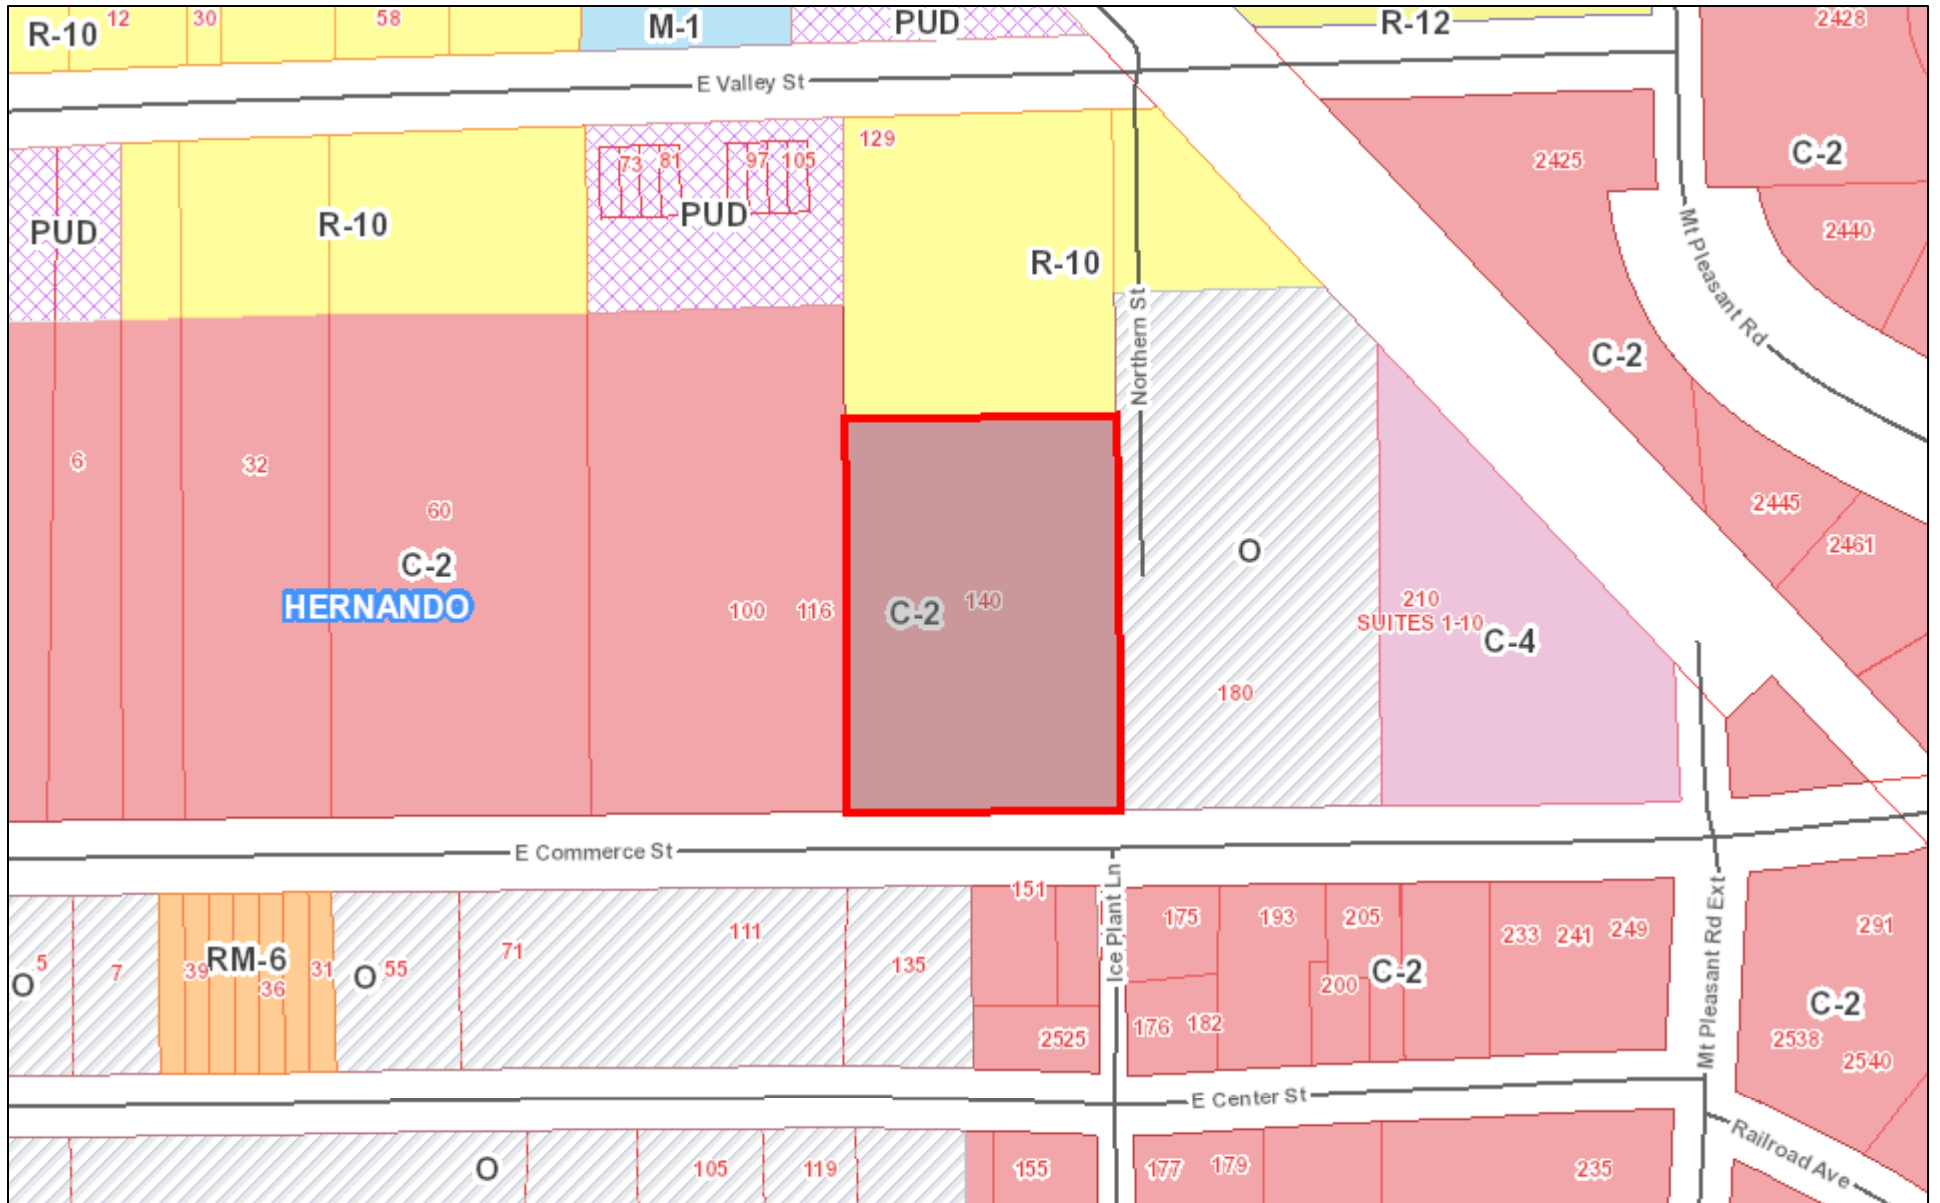 R-10
12
30
58
M-1
PUD
R-12
2428
E Valley St
129
73
81
97
105
2425
C-2
PUD
R-10
PUD
R-10
2440
Mt Pleasant Rd
Northern St
C-2
6
32
60
C-2
HERNANDO
100
116
C-2
140
O
180
210
SUITES 1-10
C-4
2445
2461
E Commerce St
Ice Plant Ln
Mt Pleasant Rd Ext
O
5
7
39
RM-6
36
31
O
55
71
111
135
151
2525
175
193
205
233
241
249
C-2
200
176
182
291
C-2
2538
2540
E Center St
Railroad Ave
O
105
119
155
177
179
235